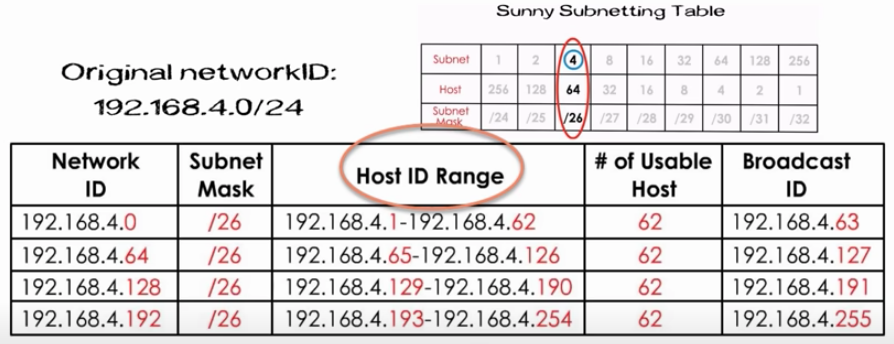 Sunny Subnetting Table
Original networkID:
192.168.4.0/24
Subnet 1 2 4 8 16 32 64 128 256
Host 256 128 64 32 16 8 4 2 1
Subnet Mask /24 /25 /26 /27 /28 /29 /30 /31 /32
Network ID Subnet Mask Host ID Range # of Usable Host Broadcast ID
192.168.4.0 /26 192.168.4.1-192.168.4.62 62 192.168.4.63
192.168.4.64 /26 192.168.4.65-192.168.4.126 62 192.168.4.127
192.168.4.128 /26 192.168.4.129-192.168.4.190 62 192.168.4.191
192.168.4.192 /26 192.168.4.193-192.168.4.254 62 192.168.4.255